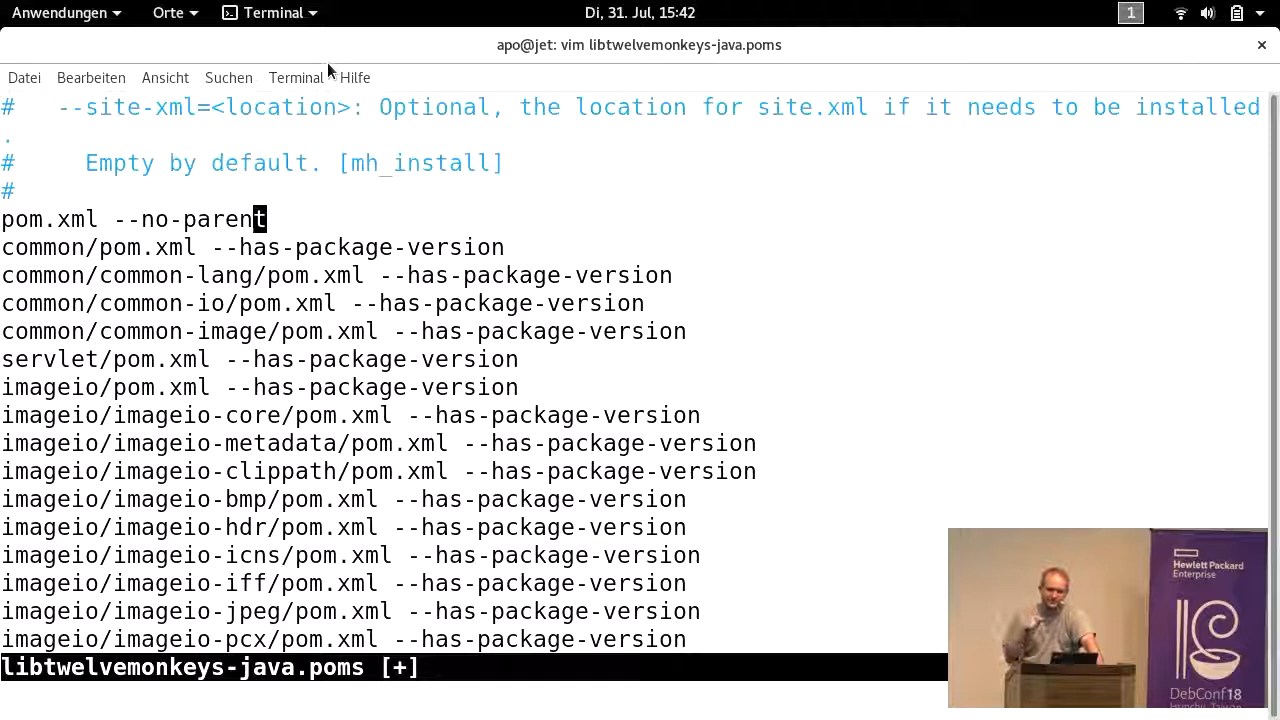 Anwendungen Orte Terminal Di, 31. Jul, 15:42 1
apo@jet: vim libtwelvemonkeys-java.poms ×
Datei Bearbeiten Ansicht Suchen Terminal Hilfe
#   --site-xml=<location>: Optional, the location for site.xml if it needs to be installed
.
#     Empty by default. [mh_install]
#
pom.xml --no-parent
common/pom.xml --has-package-version
common/common-lang/pom.xml --has-package-version
common/common-io/pom.xml --has-package-version
common/common-image/pom.xml --has-package-version
servlet/pom.xml --has-package-version
imageio/pom.xml --has-package-version
imageio/imageio-core/pom.xml --has-package-version
imageio/imageio-metadata/pom.xml --has-package-version
imageio/imageio-clippath/pom.xml --has-package-version
imageio/imageio-bmp/pom.xml --has-package-version
imageio/imageio-hdr/pom.xml --has-package-version
imageio/imageio-icns/pom.xml --has-package-version
imageio/imageio-iff/pom.xml --has-package-version
imageio/imageio-jpeg/pom.xml --has-package-version
imageio/imageio-pcx/pom.xml --has-package-version
libtwelvemonkeys-java.poms [+]
Hewlett Packard
Enterprise
DebConf18
Hsinchu, Taiwan